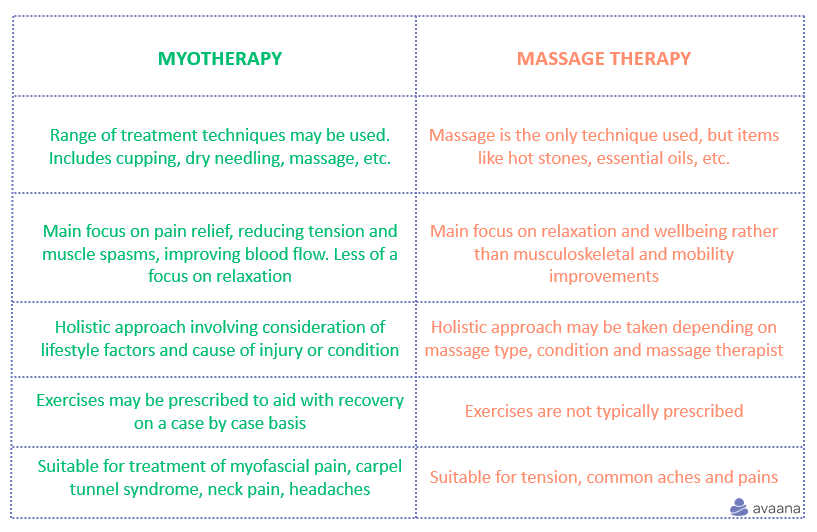 MYOTHERAPY
MASSAGE THERAPY
Range of treatment techniques may be used.
Includes cupping, dry needling, massage, etc.
Massage is the only technique used, but items
like hot stones, essential oils, etc.
Main focus on pain relief, reducing tension and
muscle spasms, improving blood flow. Less of a
focus on relaxation
Main focus on relaxation and wellbeing rather
than musculoskeletal and mobility
improvements
Holistic approach involving consideration of
lifestyle factors and cause of injury or condition
Holistic approach may be taken depending on
massage type, condition and massage therapist
Exercises may be prescribed to aid with recovery
on a case by case basis
Exercises are not typically prescribed
Suitable for treatment of myofascial pain, carpel
tunnel syndrome, neck pain, headaches
Suitable for tension, common aches and pains
avaana